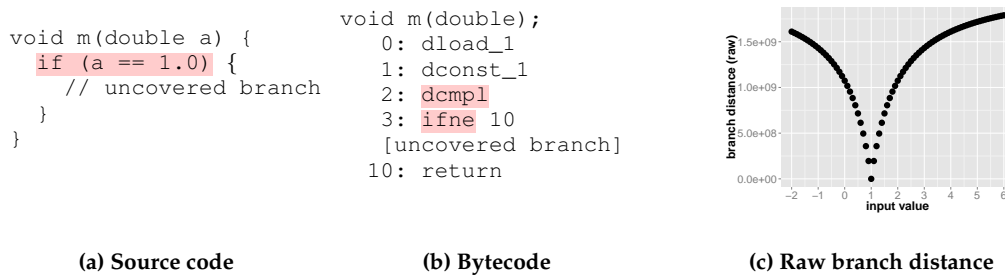 void m(double a) {
if (a == 1.0) {
// uncovered branch
}
}
(a) Source code
void m(double);
0: dload_1
1: dconst_1
2: dcmpl
3: ifne 10
[uncovered branch]
10: return
(b) Bytecode
branch distance (raw)
1.5e+09
1.0e+09
5.0e+08
0.0e+00
−2 −1 0 1 2 3 4 5 6
input value
(c) Raw branch distance